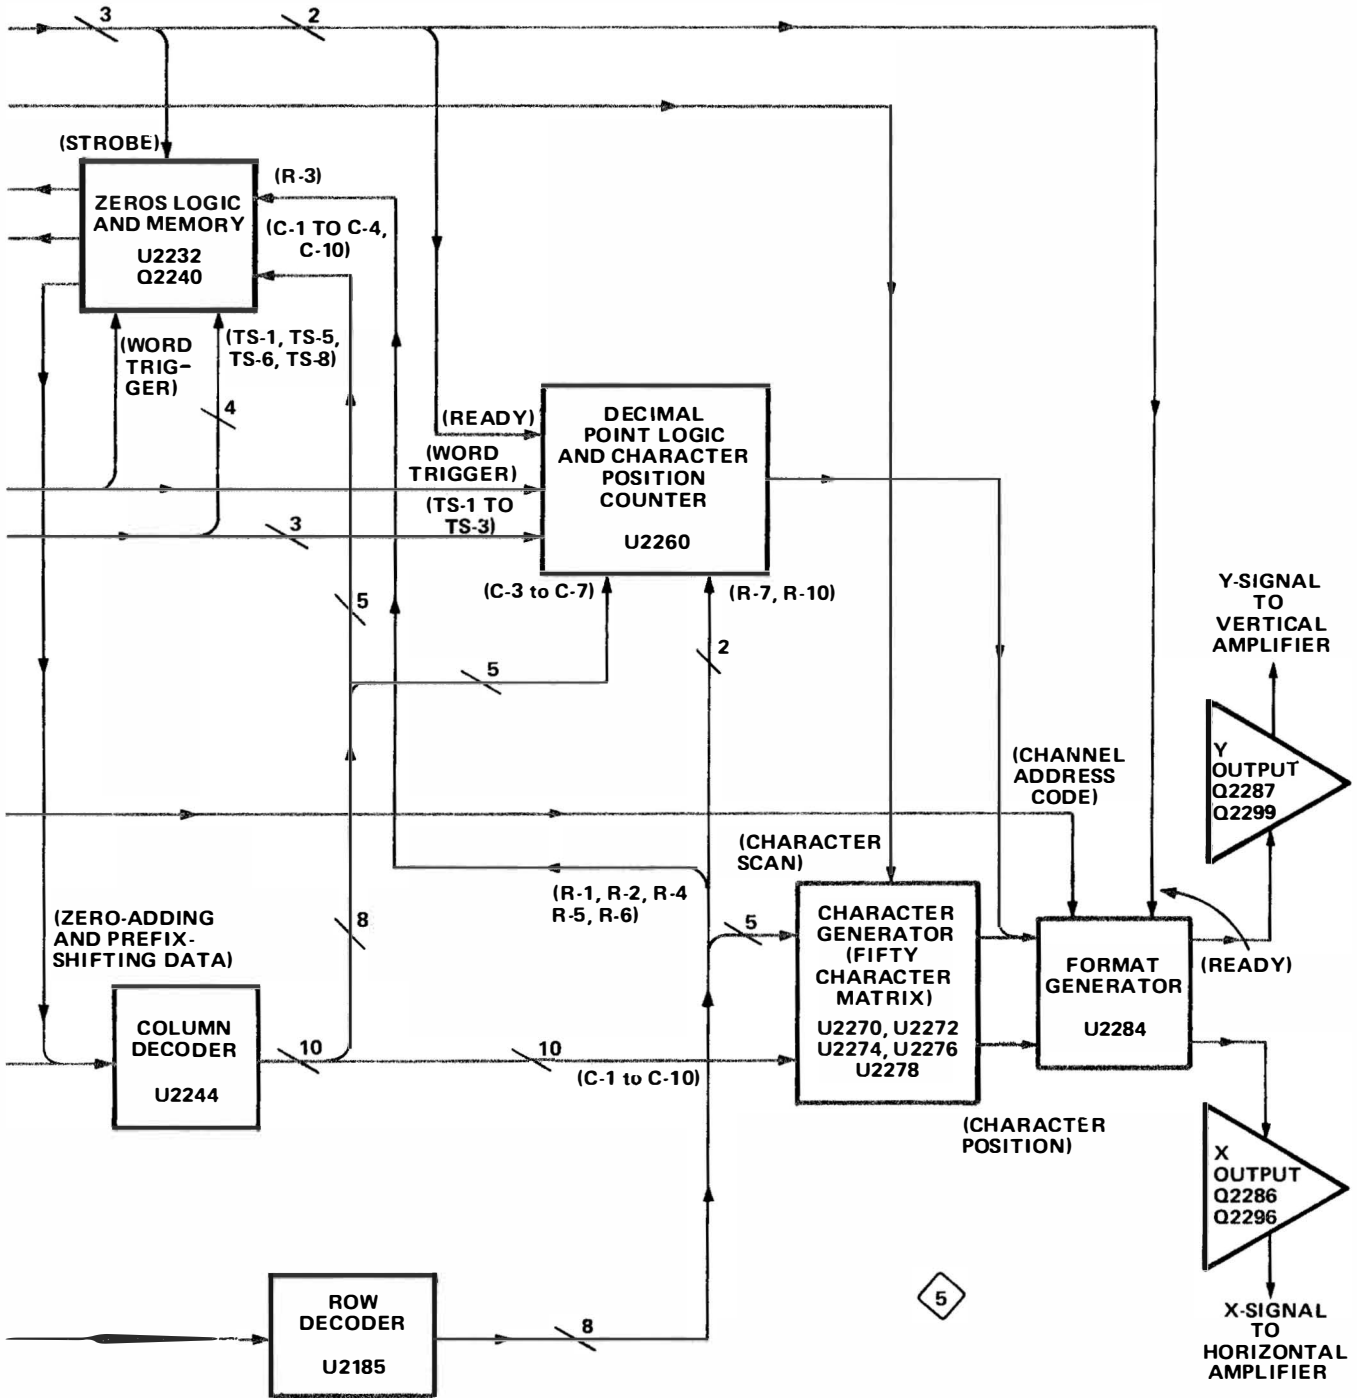 3
2
(STROBE)
ZEROS LOGIC
AND MEMORY
U2232
Q2240
(R-3)
(C-1 TO C-4,
C-10)
(WORD
TRIG-
GER)
(TS-1, TS-5,
TS-6, TS-8)
4
(READY)
(WORD
TRIGGER)
(TS-1 TO
TS-3)
3
DECIMAL
POINT LOGIC
AND CHARACTER
POSITION
COUNTER
U2260
(C-3 to C-7)
(R-7, R-10)
5
5
2
Y-SIGNAL
TO
VERTICAL
AMPLIFIER
Y
OUTPUT
Q2287
Q2299
(CHANNEL
ADDRESS
CODE)
(CHARACTER
SCAN)
(R-1, R-2, R-4
R-5, R-6)
8
5
(ZERO-ADDING
AND PREFIX-
SHIFTING DATA)
CHARACTER
GENERATOR
(FIFTY
CHARACTER
MATRIX)
U2270, U2272
U2274, U2276
U2278
FORMAT
GENERATOR
U2284
(READY)
COLUMN
DECODER
U2244
10
10
(C-1 to C-10)
(CHARACTER
POSITION)
X
OUTPUT
Q2286
Q2296
ROW
DECODER
U2185
8
5
X-SIGNAL
TO
HORIZONTAL
AMPLIFIER